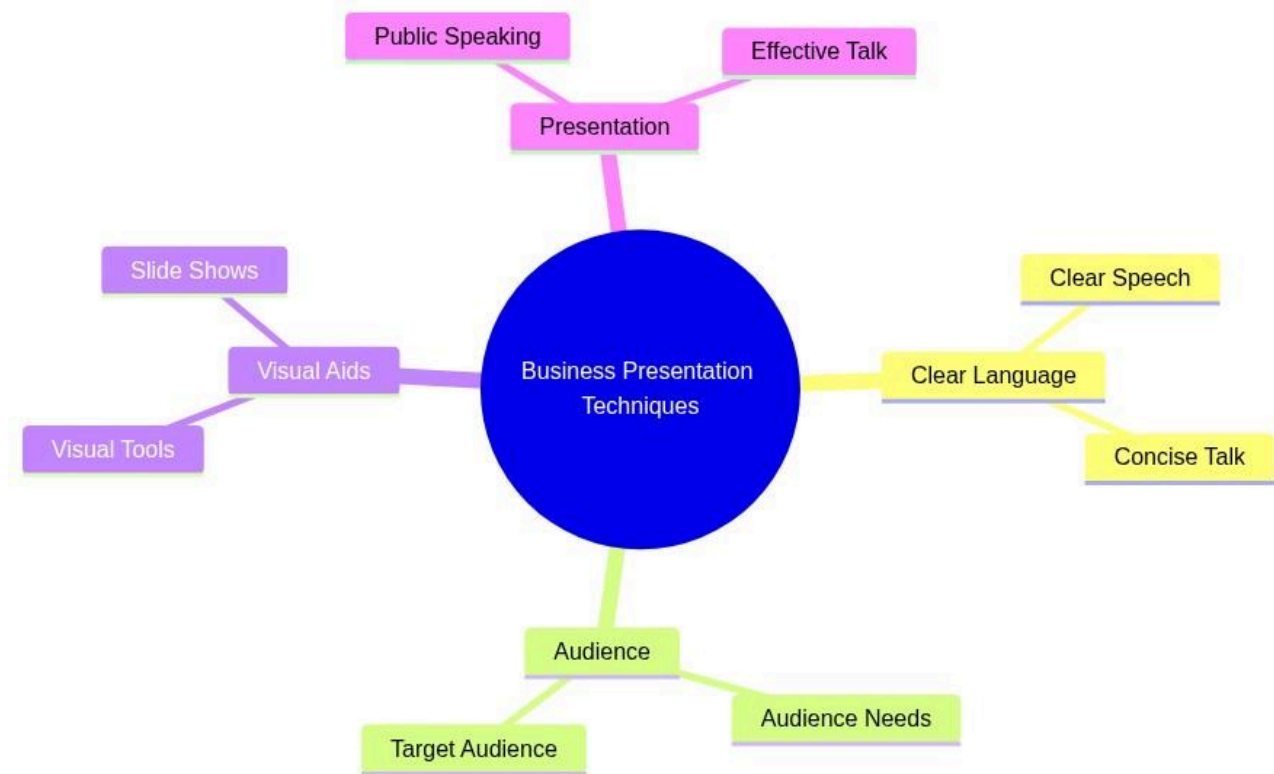 Public Speaking
Effective Talk
Presentation
Slide Shows
Visual Aids
Visual Tools
Business Presentation
Techniques
Clear Speech
Clear Language
Concise Talk
Audience
Target Audience
Audience Needs